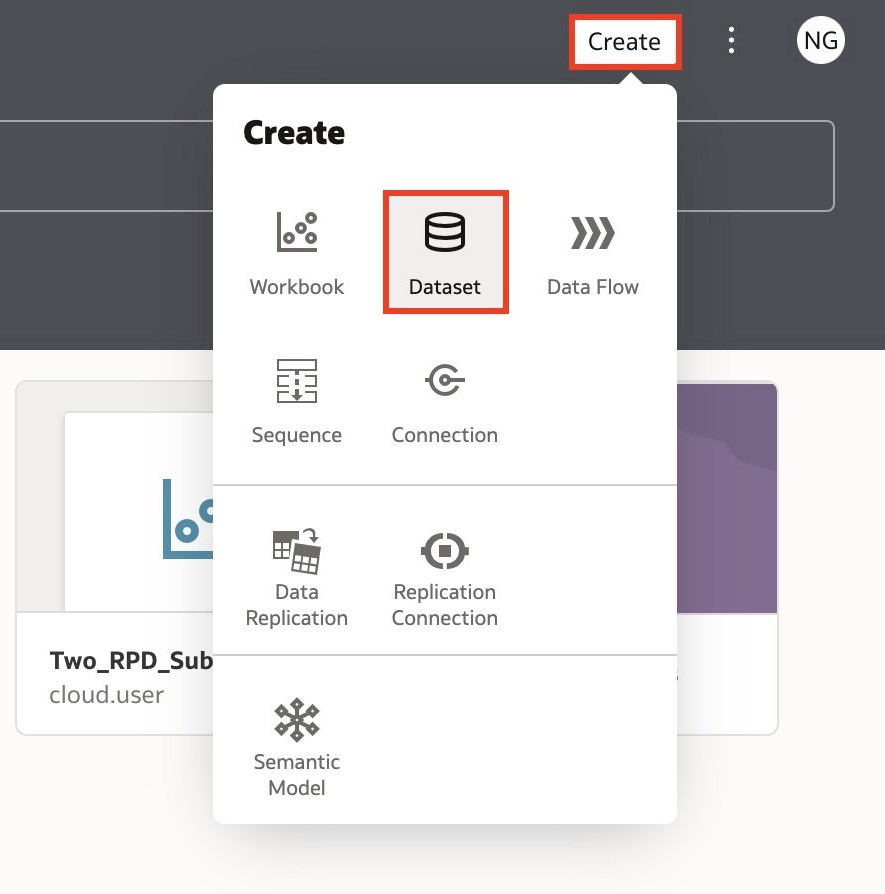 Create
NG
Create
Workbook
Dataset
Data Flow
Sequence
Connection
Data
Replication
Replication
Connection
Two_RPD_Sub
cloud.user
Semantic
Model